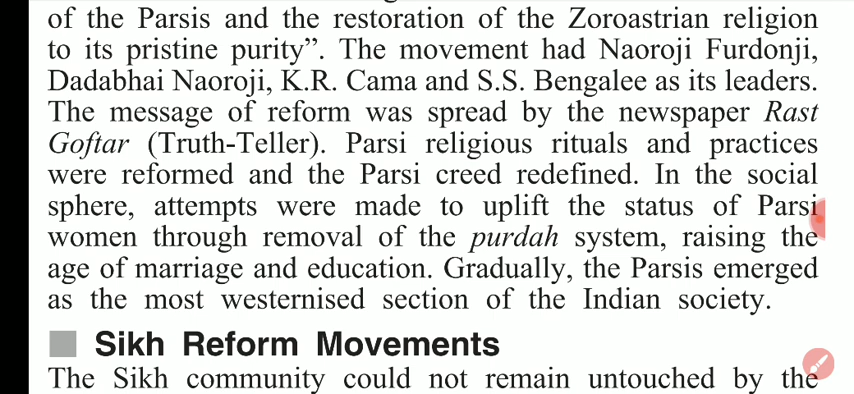 of the Parsis and the restoration of the Zoroastrian religion
to its pristine purity”. The movement had Naoroji Furdonji,
Dadabhai Naoroji, K.R. Cama and S.S. Bengalee as its leaders.
The message of reform was spread by the newspaper Rast
Goftar (Truth-Teller). Parsi religious rituals and practices
were reformed and the Parsi creed redefined. In the social
sphere, attempts were made to uplift the status of Parsi
women through removal of the purdah system, raising the
age of marriage and education. Gradually, the Parsis emerged
as the most westernised section of the Indian society.
Sikh Reform Movements
The Sikh community could not remain untouched by the